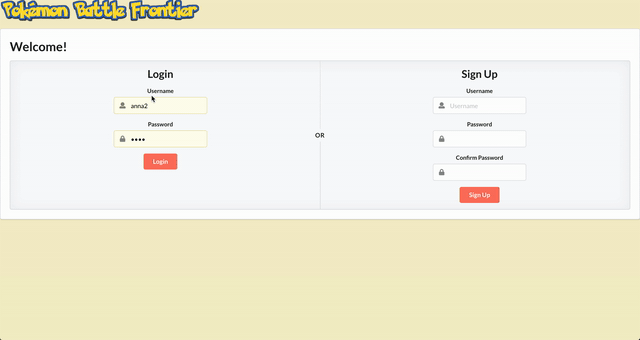 Pokémon Battle Frontier
Welcome!
Login
Username
anna2
Password
••••
Login
OR
Sign Up
Username
Username
Password
Confirm Password
Sign Up